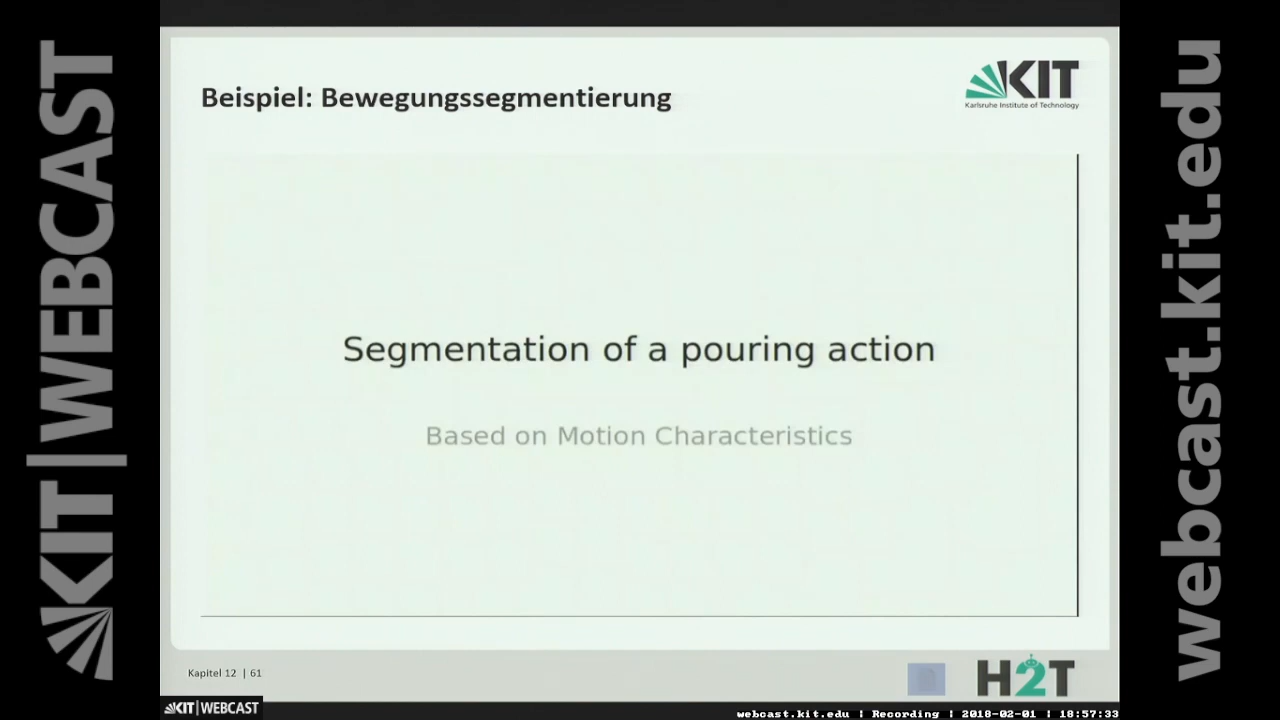 KIT|WEBCAST
Beispiel: Bewegungssegmentierung
KIT
Karlsruhe Institute of Technology
Segmentation of a pouring action
Based on Motion Characteristics
Kapitel 12 | 61
H2T
KIT|WEBCAST
webcast.kit.edu | Recording | 2018-02-01 | 18:57:33
webcast.kit.edu